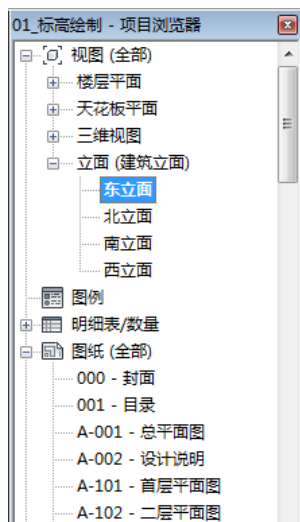 01_标高绘制 - 项目浏览器
视图 (全部)
楼层平面
天花板平面
三维视图
立面 (建筑立面)
东立面
北立面
南立面
西立面
图例
明细表/数量
图纸 (全部)
000 - 封面
001 - 目录
A-001 - 总平面图
A-002 - 设计说明
A-101 - 首层平面图
A-102 - 二层平面图